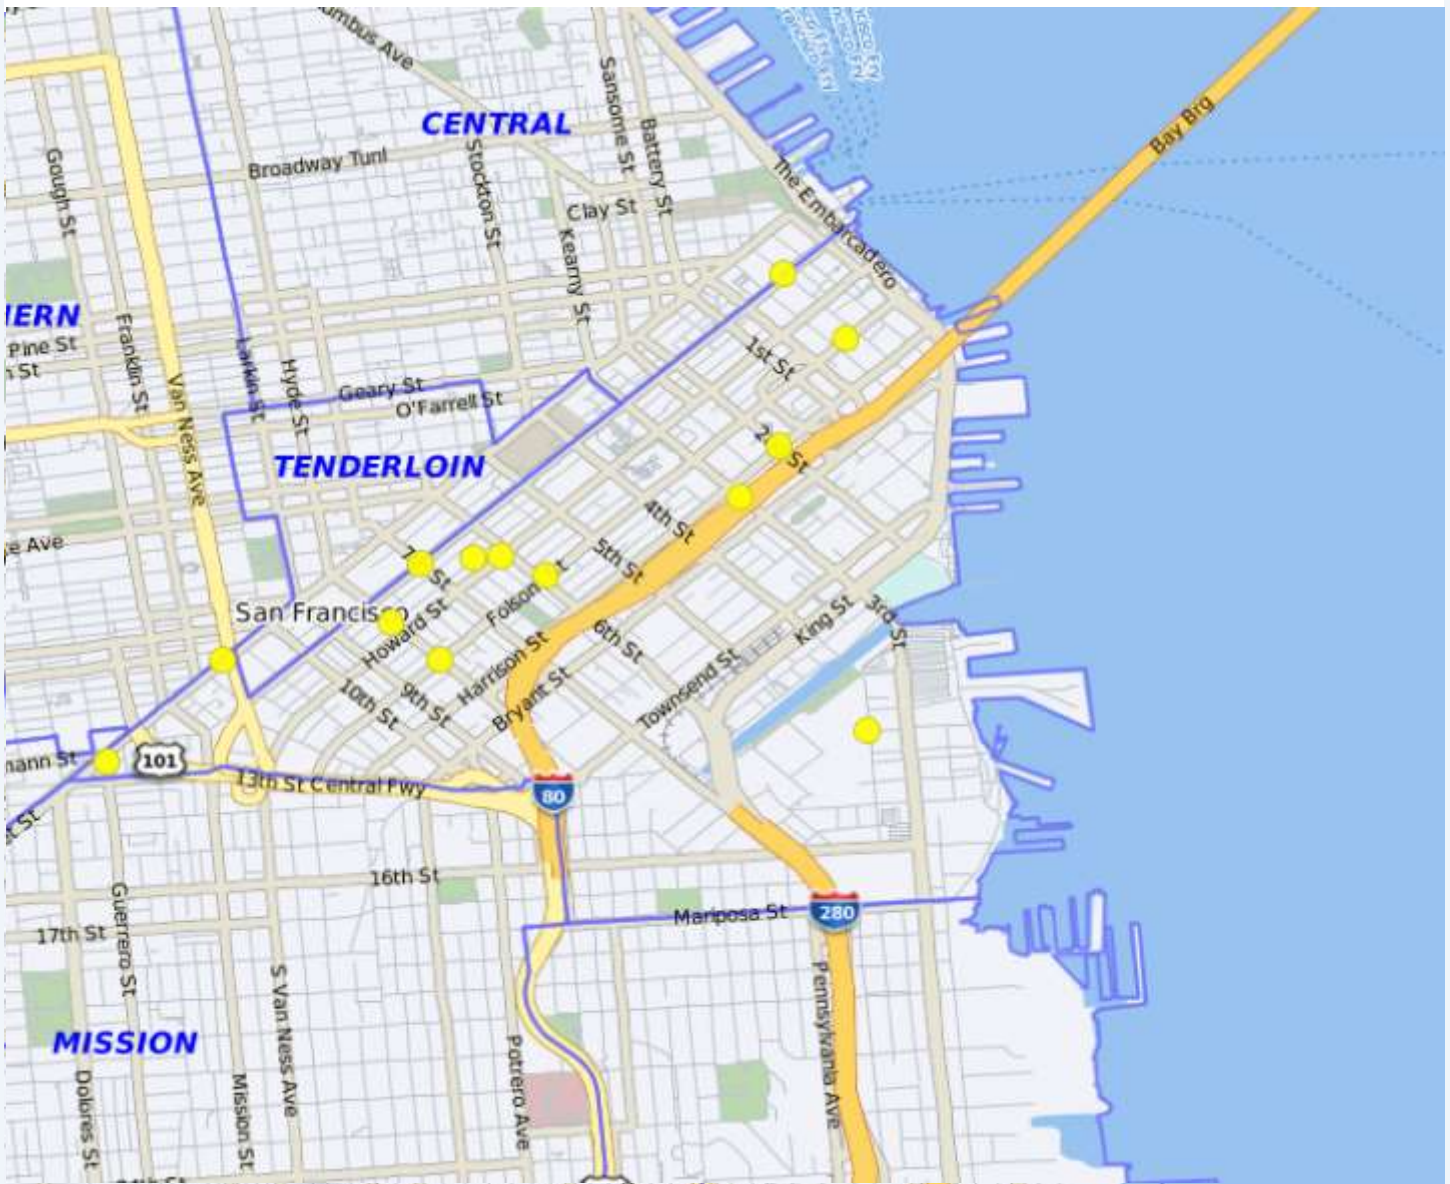 Sansome St
Battery St
CENTRAL
Gough St
Broadway Tunl
Stockton St
Clay St
Kearny St
The Embarcadero
Bay Brg
Pine St
Franklin St
Larkin St
Hyde St
Van Ness Ave
Geary St
O'Farrell St
1st St
TENDERLOIN
4th St
5th St
San Francisco
Howard St
Harrison St
6th St
King St
3rd St
10th St
9th St
Bryant St
Townsend St
101
13th St Central Fwy
80
16th St
Mariposa St
280
17th St
Guerrero St
S Van Ness Ave
Pennsylvania Ave
MISSION
Potrero Ave
Dolores St
Mission St